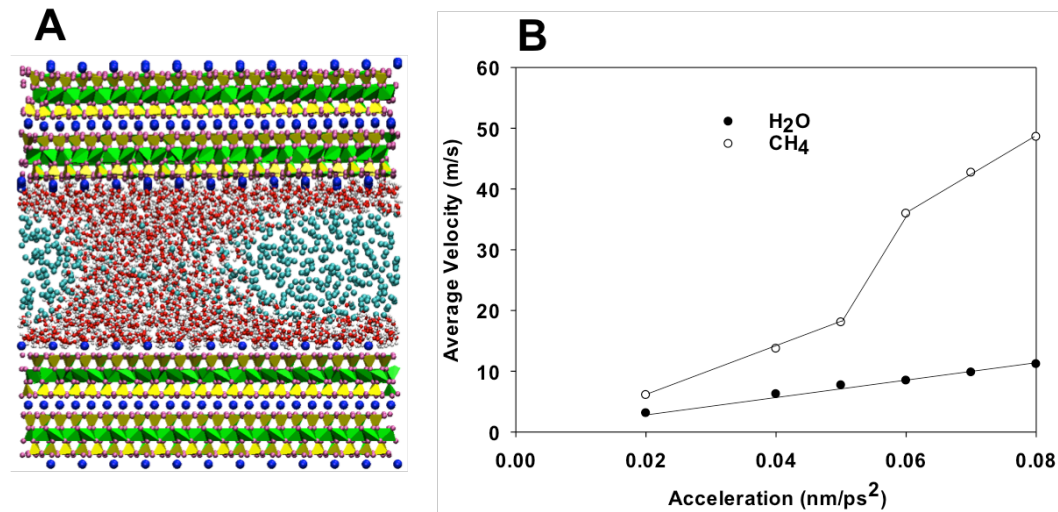 A
B
60
50
40
30
20
10
0
Average Velocity (m/s)
H₂O
CH₄
0.00 0.02 0.04 0.06 0.08
Acceleration (nm/ps²)